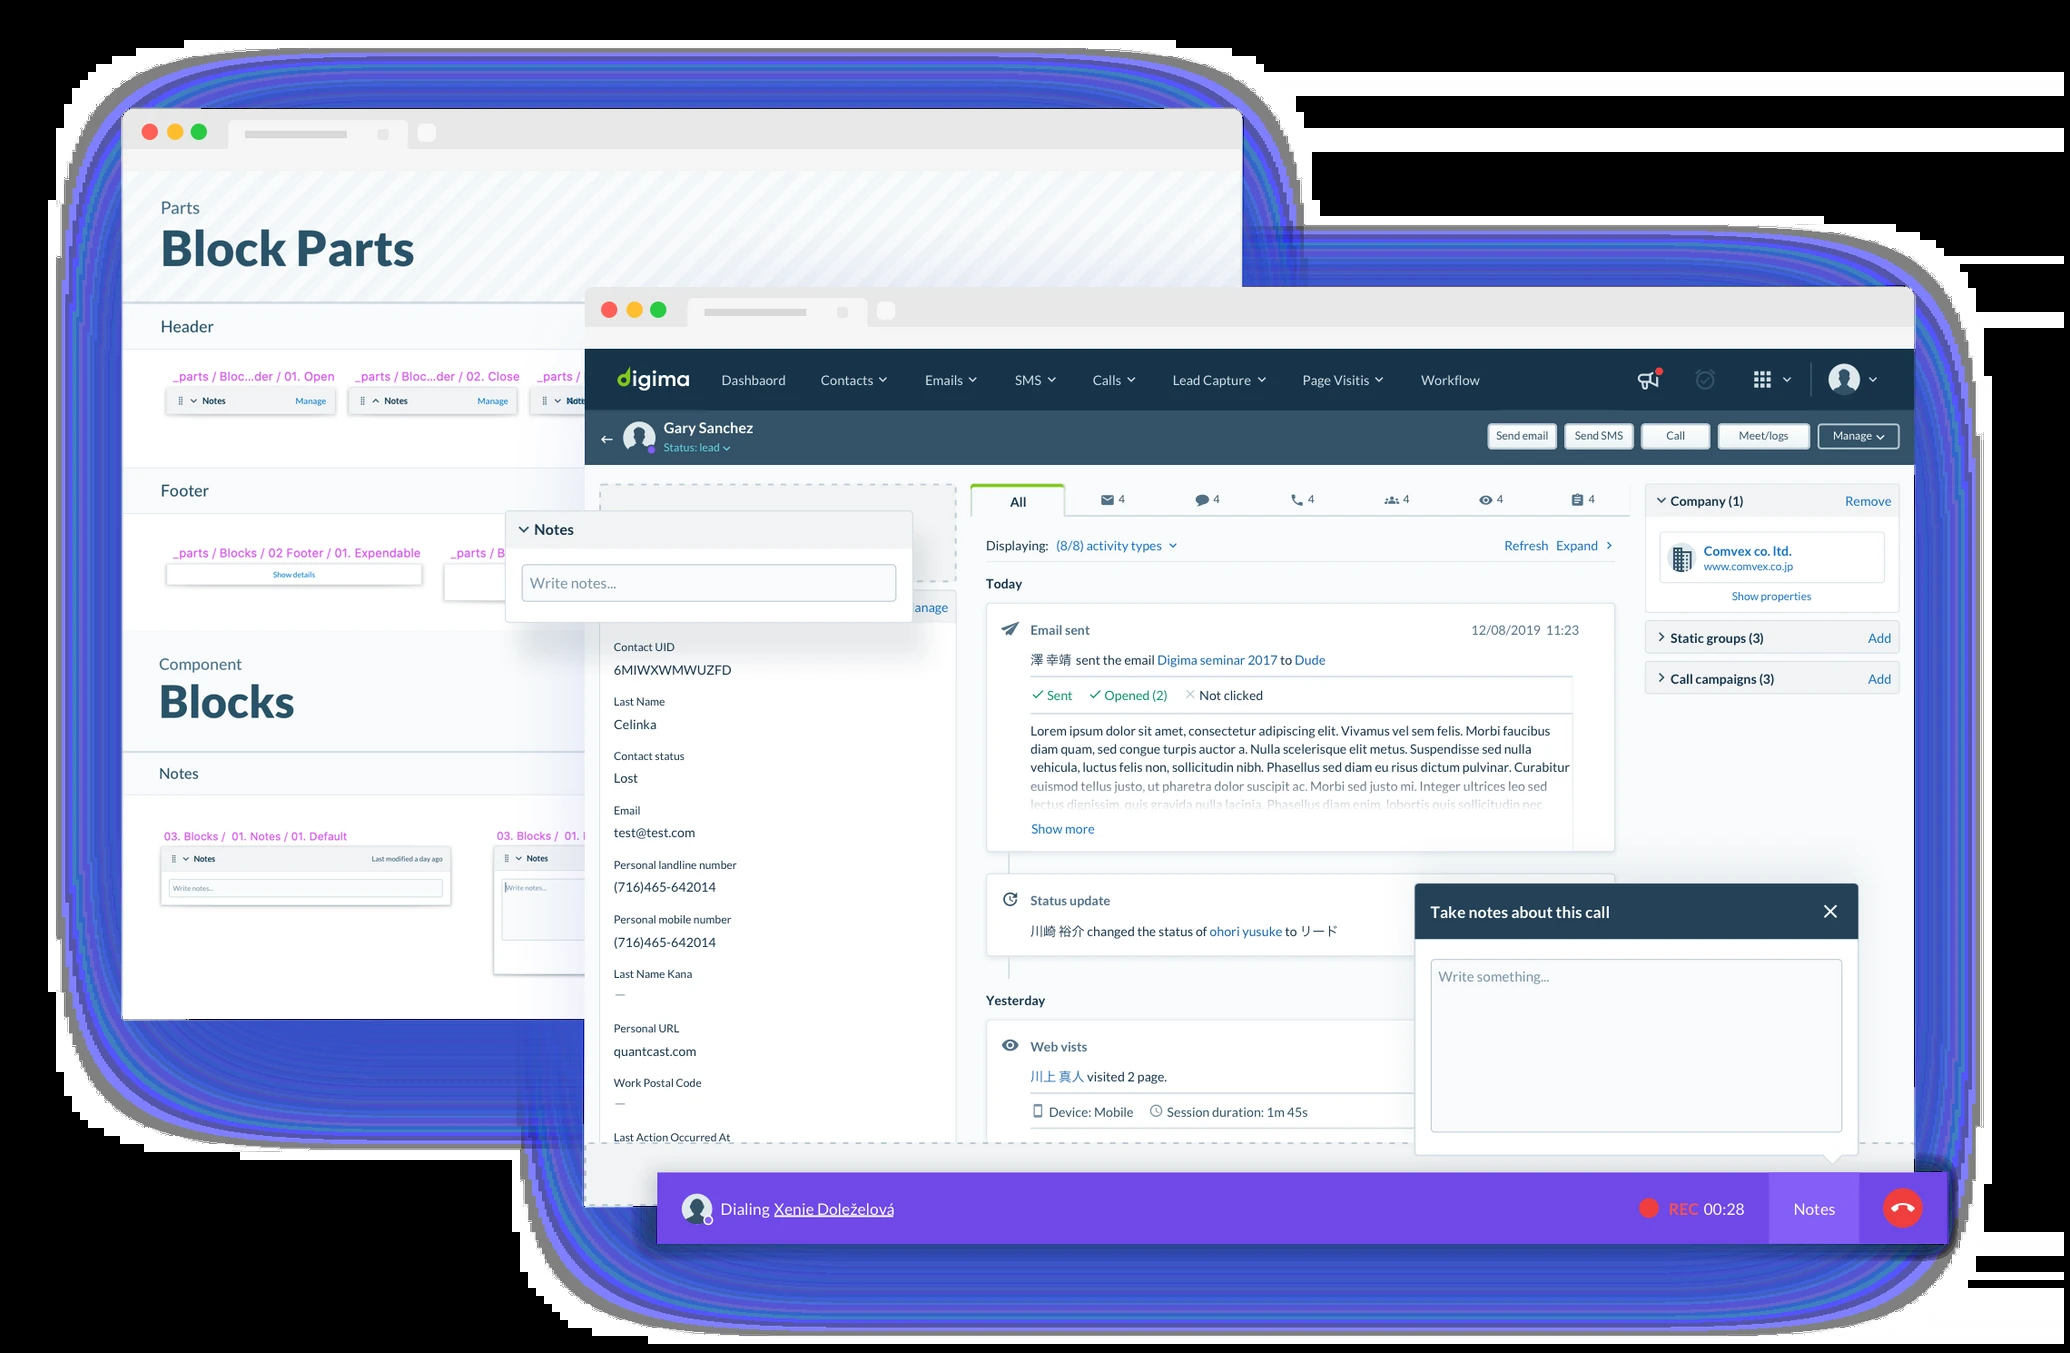 Parts
Block Parts
Header
_parts / Bloc...der / 01. Open
_parts / Bloc...der / 02. Close
_parts /
Notes
Manage
Notes
Manage
Footer
_parts / Blocks / 02 Footer / 01. Expendable
_parts / B
Show details
Component
Blocks
Notes
03. Blocks / 01. Notes / 01. Default
03. Blocks / 01.
Notes
Last modified a day ago
Notes
Write notes...
Write notes...
digima
Dashbaord
Contacts
Emails
SMS
Calls
Lead Capture
Page Visitis
Workflow
Gary Sanchez
Status: lead
Send email
Send SMS
Call
Meet/logs
Manage
Notes
Write notes...
anage
Contact UID
6MIWXWMWUZFD
Last Name
Celinka
Contact status
Lost
Email
test@test.com
Personal landline number
(716)465-642014
Personal mobile number
(716)465-642014
Last Name Kana
—
Personal URL
quantcast.com
Work Postal Code
—
Last Action Occurred At
All
4
4
4
4
4
4
Displaying: (8/8) activity types
Refresh Expand
Today
Email sent
12/08/2019 11:23
澤 幸靖 sent the email Digima seminar 2017 to Dude
Sent Opened (2) Not clicked
Lorem ipsum dolor sit amet, consectetur adipiscing elit. Vivamus vel sem felis. Morbi faucibus
diam quam, sed congue turpis auctor a. Nulla scelerisque elit metus. Suspendisse sed nulla
vehicula, luctus felis non, sollicitudin nibh. Phasellus sed diam eu risus dictum pulvinar. Curabitur
euismod tellus justo, ut pharetra dolor suscipit ac. Morbi sed justo mi. Integer ultrices leo sed
lectus dignissim, quis gravida nulla lacinia. Phasellus diam enim, lobortis quis sollicitudin nec
Show more
Status update
川崎 裕介 changed the status of ohori yusuke to リード
Yesterday
Web vists
川上 真人 visited 2 page.
Device: Mobile Session duration: 1m 45s
Company (1)
Remove
Comvex co. ltd.
www.comvex.co.jp
Show properties
Static groups (3)
Add
Call campaigns (3)
Add
Take notes about this call
Write something...
Dialing Xenie Doleželová
REC 00:28
Notes